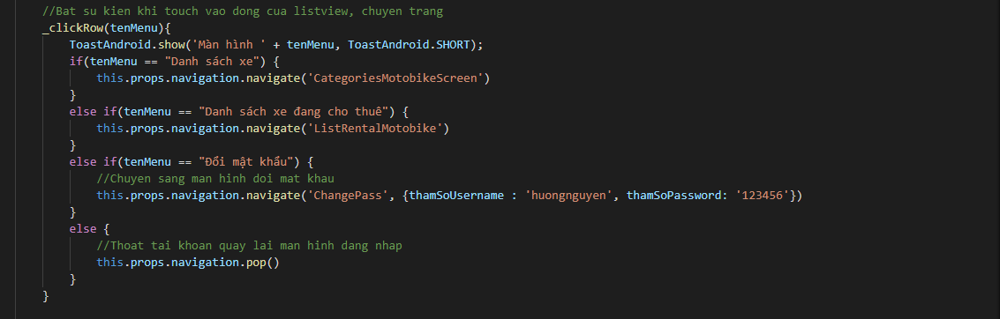 //Bat su kien khi touch vao dong cua listview, chuyen trang
_clickRow(tenMenu){
ToastAndroid.show('Màn hình ' + tenMenu, ToastAndroid.SHORT);
if(tenMenu == "Danh sách xe") {
this.props.navigation.navigate('CategoriesMotobikeScreen')
}
else if(tenMenu == "Danh sách xe đang cho thuê") {
this.props.navigation.navigate('ListRentalMotobike')
}
else if(tenMenu == "Đổi mật khẩu") {
//Chuyen sang man hinh doi mat khau
this.props.navigation.navigate('ChangePass', {thamSoUsername : 'huongnguyen', thamSoPassword: '123456'})
}
else {
//Thoat tai khoan quay lai man hinh dang nhap
this.props.navigation.pop()
}
}